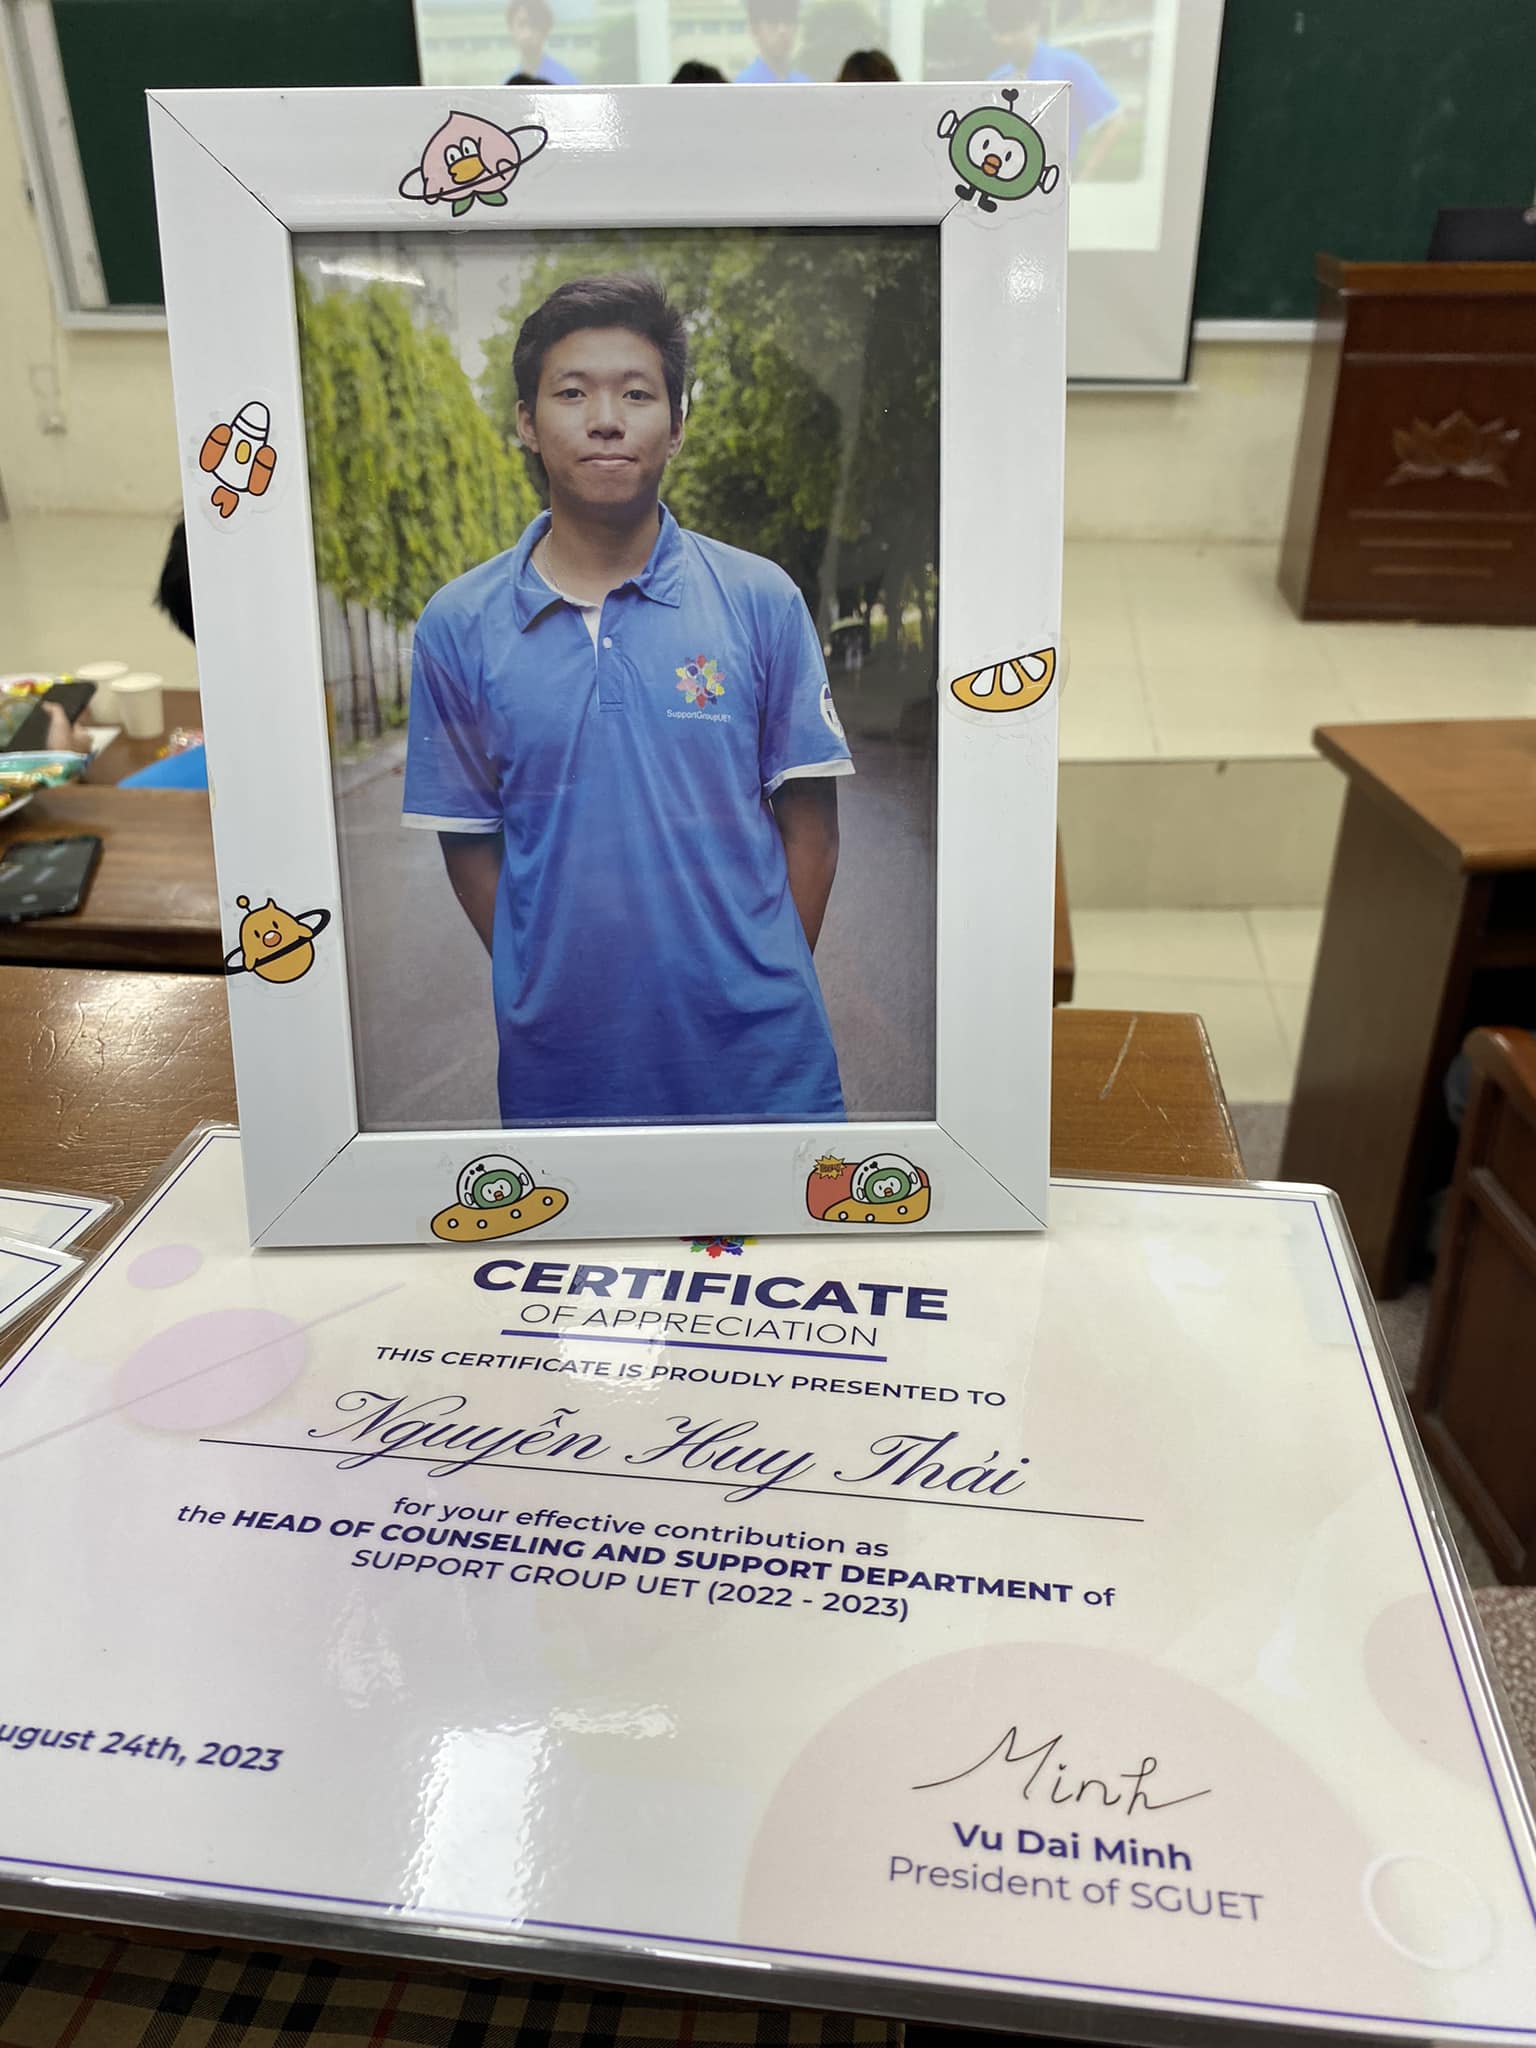 SupportGroupUET
CERTIFICATE
OF APPRECIATION
THIS CERTIFICATE IS PROUDLY PRESENTED TO
Nguyễn Huy Thái
for your effective contribution as
the HEAD OF COUNSELING AND SUPPORT DEPARTMENT of
SUPPORT GROUP UET (2022 - 2023)
ugust 24th, 2023
Minh
Vu Dai Minh
President of SGUET